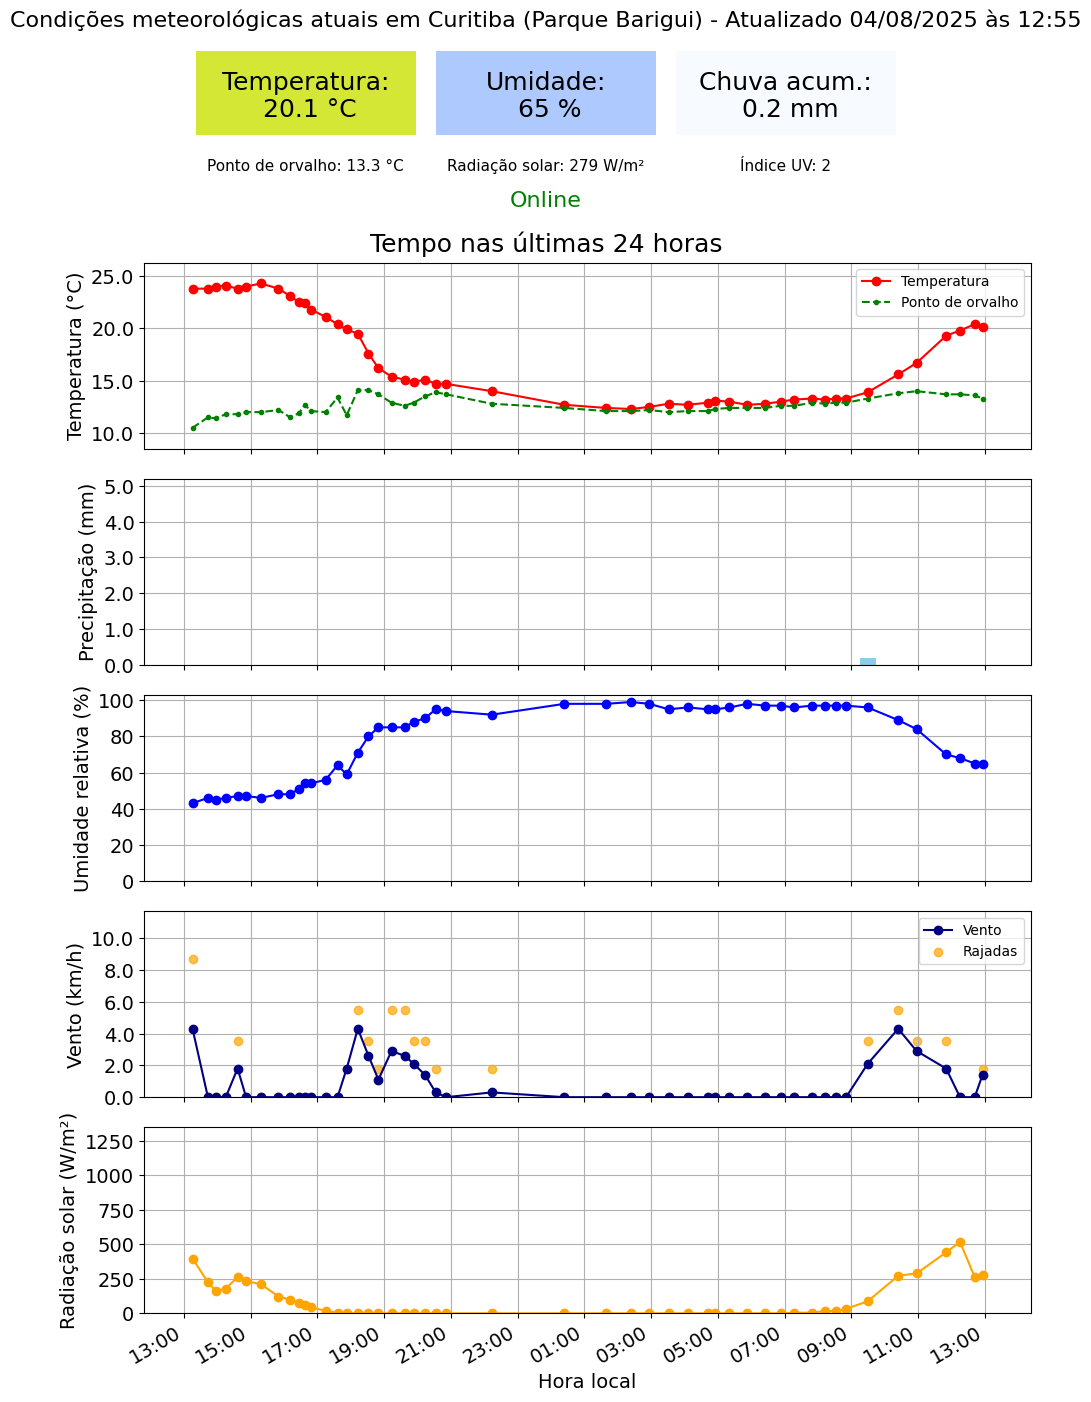 Condições meteorológicas atuais em Curitiba (Parque Barigui) - Atualizado 04/08/2025 às 12:55
Temperatura:
20.1 °C
Umidade:
65 %
Chuva acum.:
0.2 mm
Ponto de orvalho: 13.3 °C
Radiação solar: 279 W/m²
Índice UV: 2
Online
Tempo nas últimas 24 horas
Temperatura (°C)
25.0
20.0
15.0
10.0
Temperatura
Ponto de orvalho
Precipitação (mm)
5.0
4.0
3.0
2.0
1.0
0.0
Umidade relativa (%)
100
80
60
40
20
0
Vento (km/h)
10.0
8.0
6.0
4.0
2.0
0.0
Vento
Rajadas
Radiação solar (W/m²)
1250
1000
750
500
250
0
13:00
15:00
17:00
19:00
21:00
23:00
01:00
03:00
05:00
07:00
09:00
11:00
13:00
Hora local